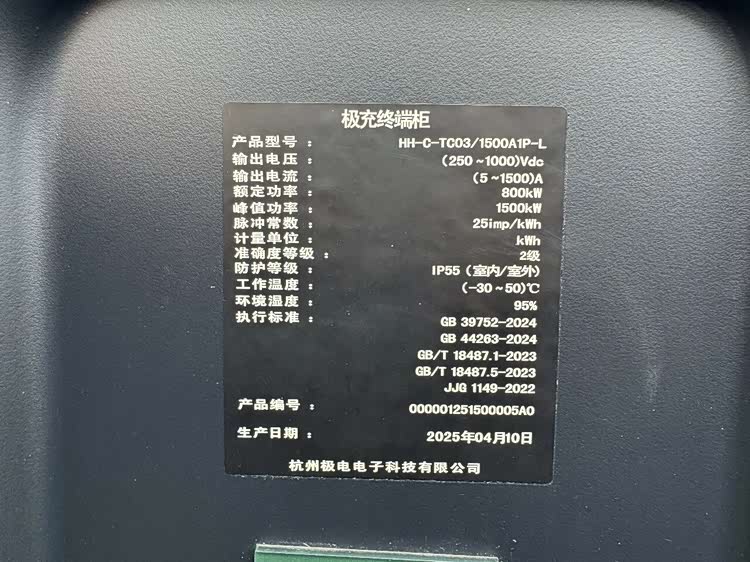 极充终端柜
产品型号： HH-C-TC03/1500A1P-L
输出电压： (250~1000)Vdc
输出电流： (5~1500)A
额定功率： 800kW
峰值功率： 1500kW
脉冲常数： 25imp/kWh
计量单位： kWh
准确度等级： 2级
防护等级： IP55（室内/室外）
工作温度： (-30~50)℃
环境湿度： 95%
执行标准： GB 39752-2024
GB 44263-2024
GB/T 18487.1-2023
GB/T 18487.5-2023
JJG 1149-2022
产品编号： 000001251500005A0
生产日期： 2025年04月10日
杭州极电电子科技有限公司